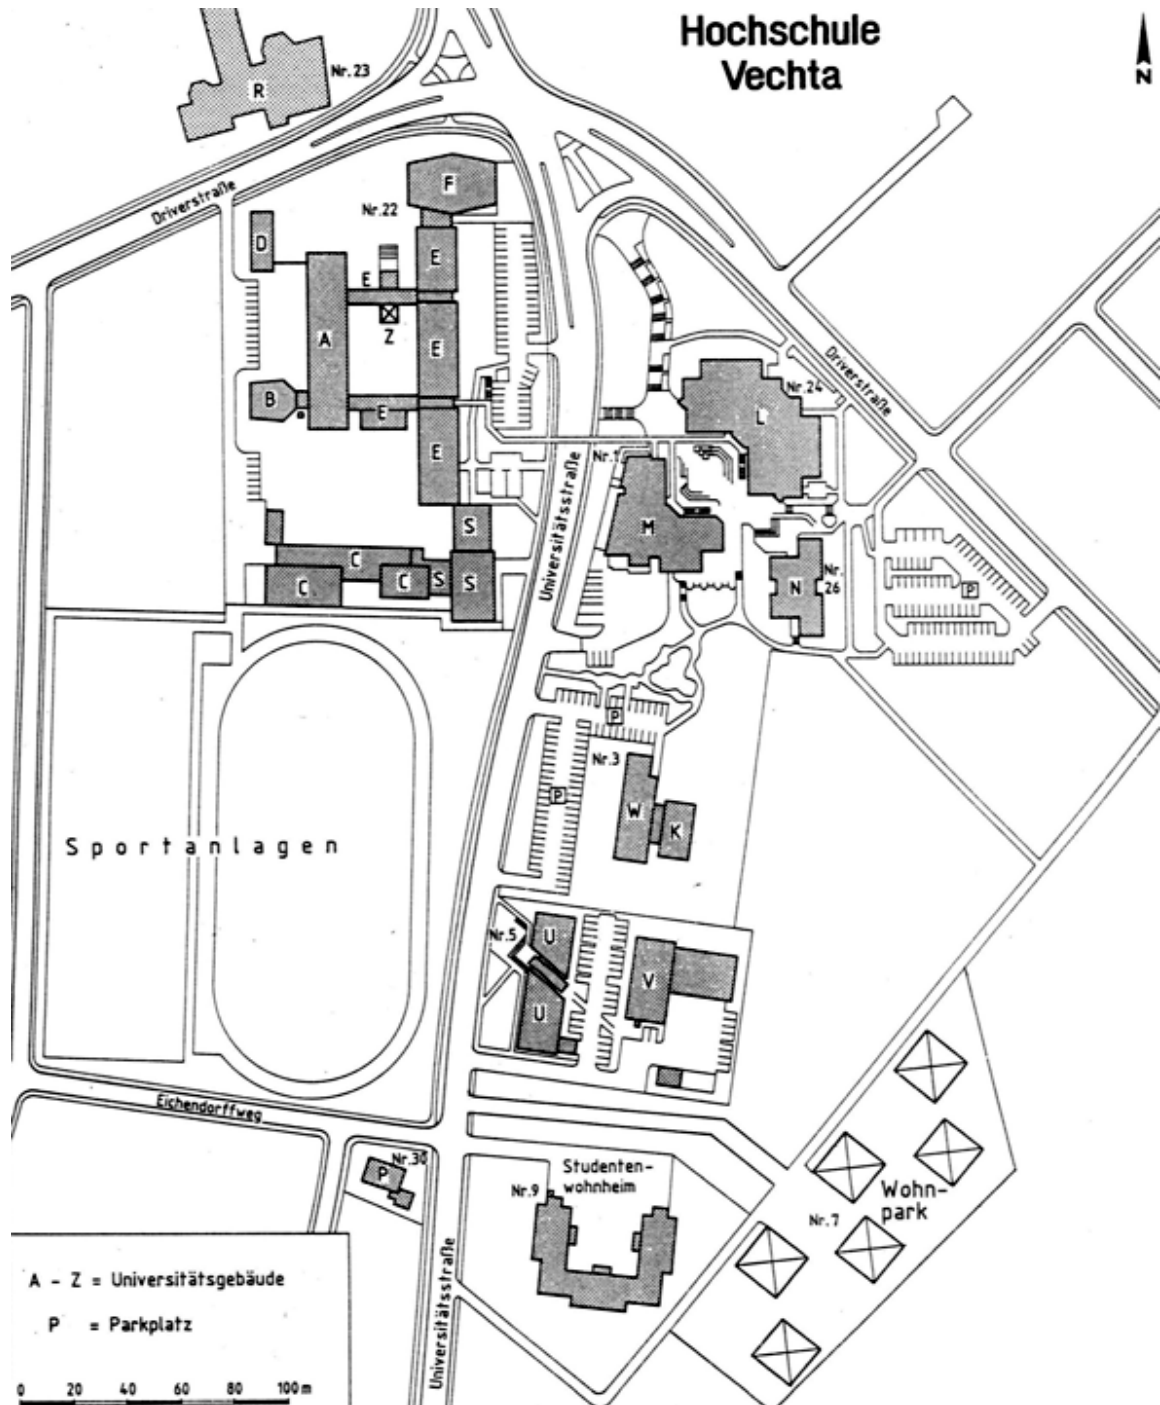 Hochschule
Vechta
N
Nr.23
R
Driverstraße
F
Nr.22
D
E
E
A
Z
E
Driverstraße
Nr.24
B
E
L
E
Nr.1
S
M
Universitätsstraße
C
C
C
S
S
N
Nr.
26
P
P
Nr.3
P
W
K
Sportanlagen
Nr.5
U
V
U
Eichendorffweg
Nr.30
P
Studenten-
wohnheim
Nr.9
Wohn-
park
Nr.7
Universitätsstraße
A - Z = Universitätsgebäude
P = Parkplatz
0 20 40 60 80 100 m